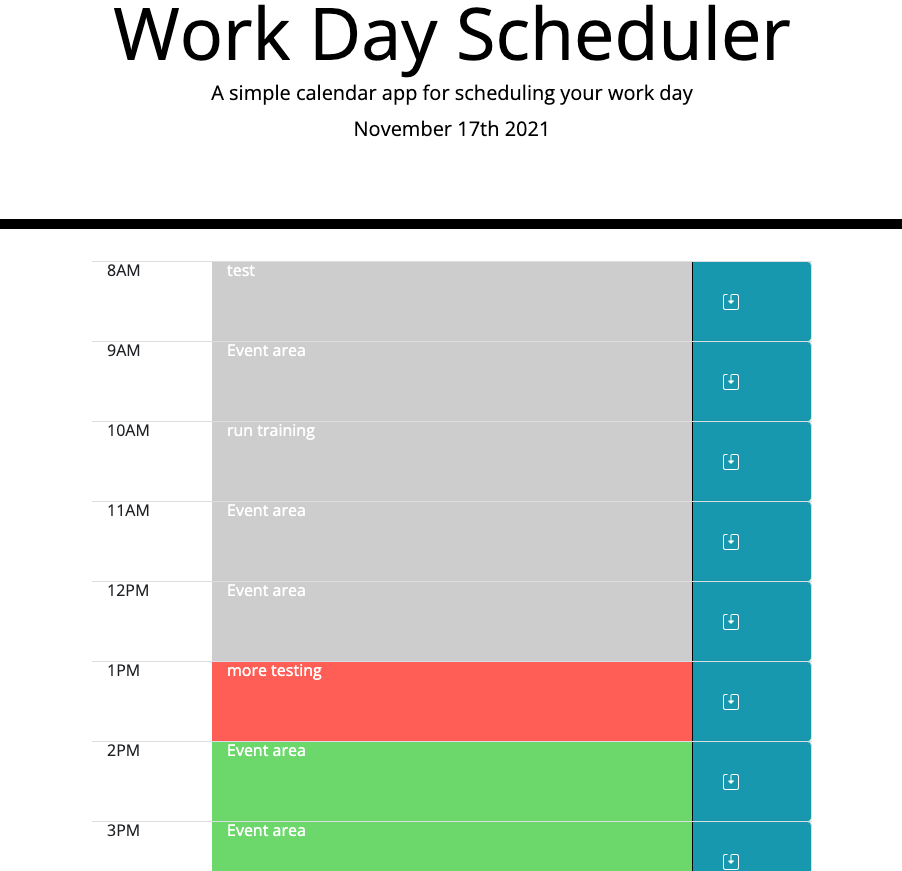 Work Day Scheduler
A simple calendar app for scheduling your work day
November 17th 2021
8AM test
9AM Event area
10AM run training
11AM Event area
12PM Event area
1PM more testing
2PM Event area
3PM Event area